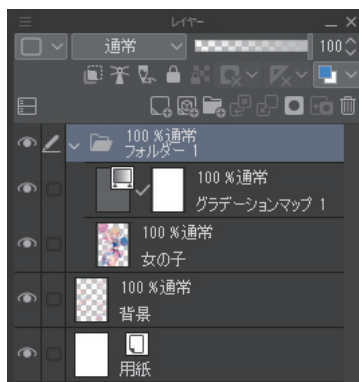 レイヤー
通常 100
100 %通常
フォルダー 1
100 %通常
グラデーションマップ 1
100 %通常
女の子
100 %通常
背景
用紙